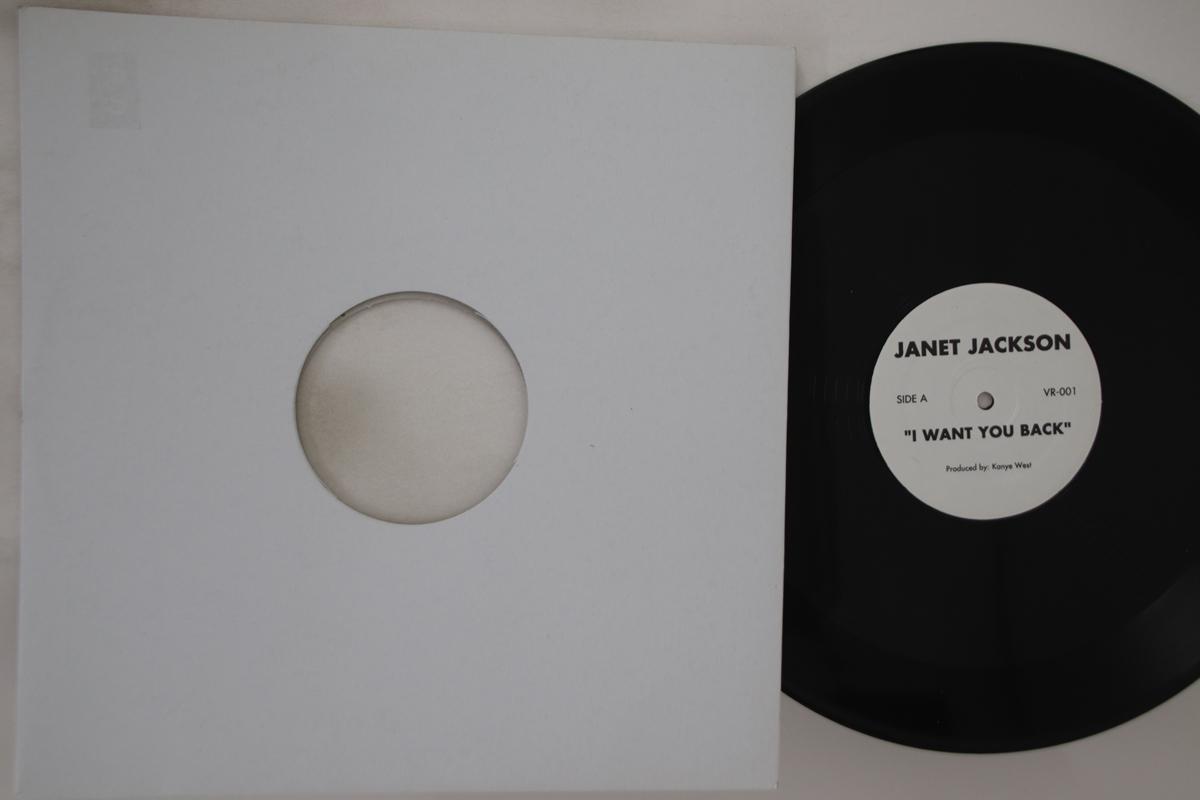 JANET JACKSON
SIDE A
VR-001
"I WANT YOU BACK"
Produced by: Kanye West